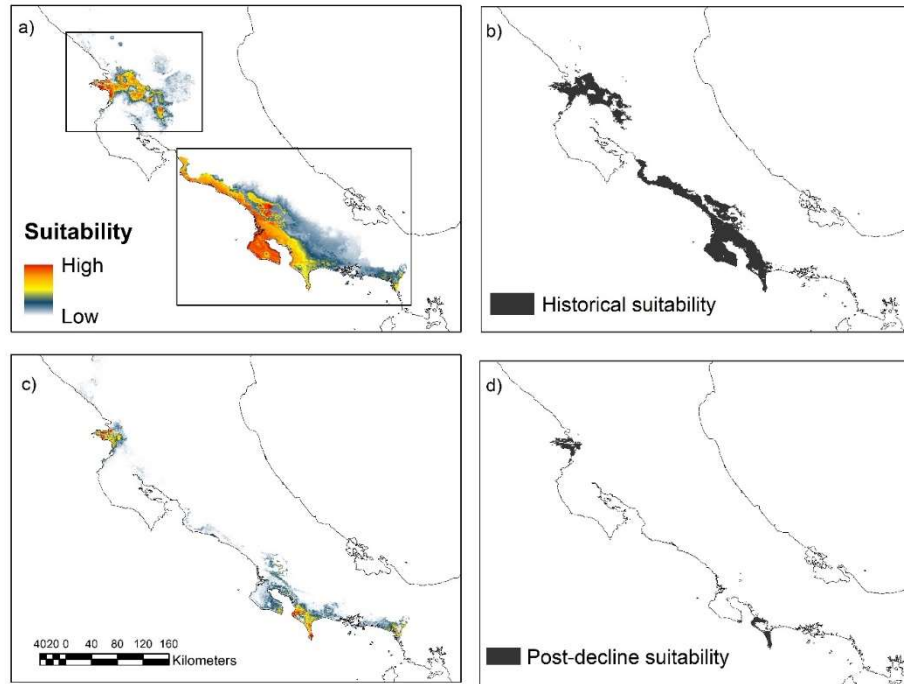 a)
Suitability
High
Low
b)
Historical suitability
c)
4020 0 40 80 120 160
Kilometers
d)
Post-decline suitability